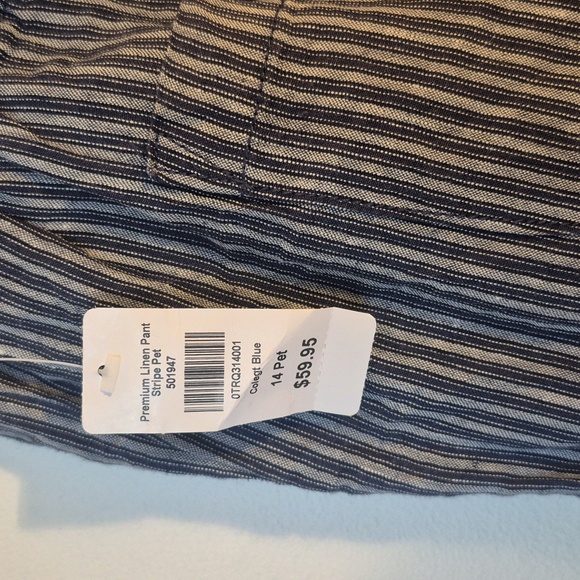 Premium Linen Pant
Stripe Pet
501947
0TRQ314001
Colegt Blue
14 Pet
$59.95